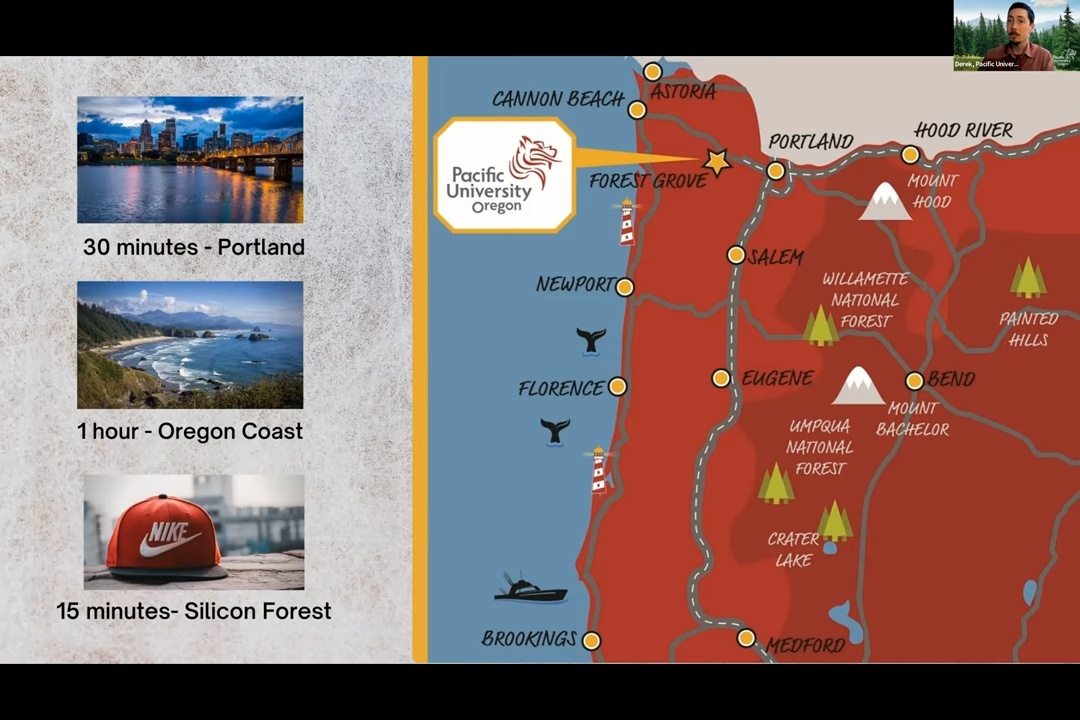 Derek, Pacific Univer...
30 minutes - Portland
1 hour - Oregon Coast
NIKE
15 minutes- Silicon Forest
Pacific
University
Oregon
ASTORIA
CANNON BEACH
PORTLAND
HOOD RIVER
FOREST GROVE
MOUNT
HOOD
SALEM
NEWPORT
WILLAMETTE
NATIONAL
FOREST
PAINTED
HILLS
FLORENCE
EUGENE
BEND
MOUNT
BACHELOR
UMPQUA
NATIONAL
FOREST
CRATER
LAKE
BROOKINGS
MEDFORD